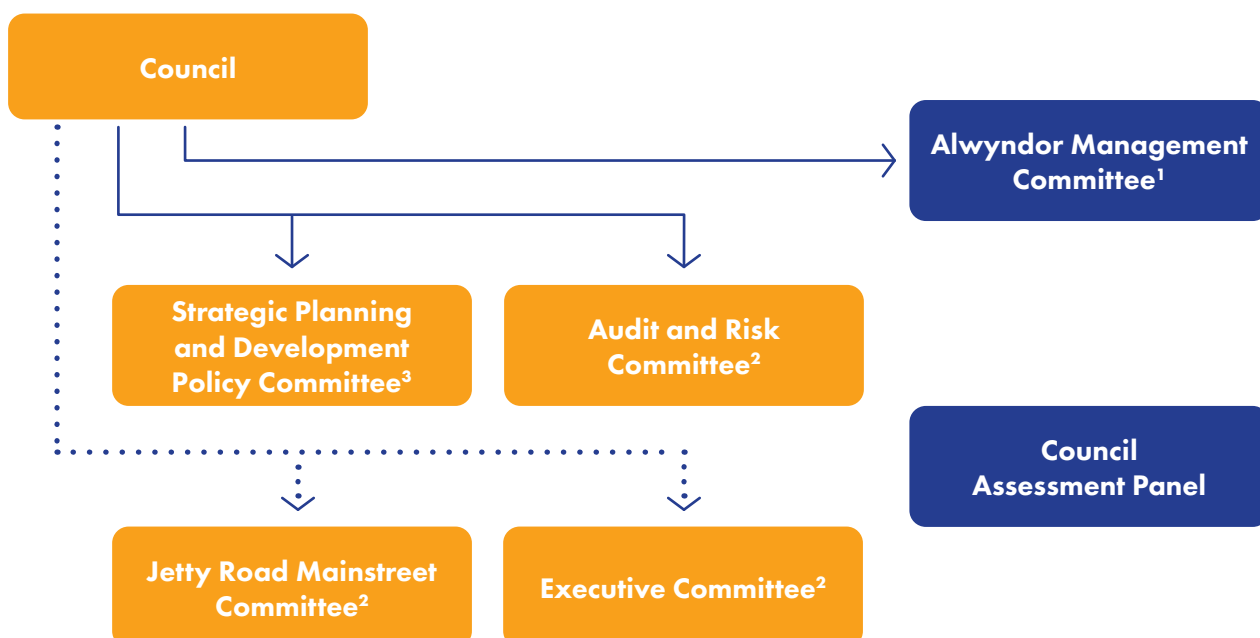 Council
Alwyndor Management
Committee¹
Strategic Planning
and Development
Policy Committee³
Audit and Risk
Committee²
Council
Assessment Panel
Jetty Road Mainstreet
Committee²
Executive Committee²